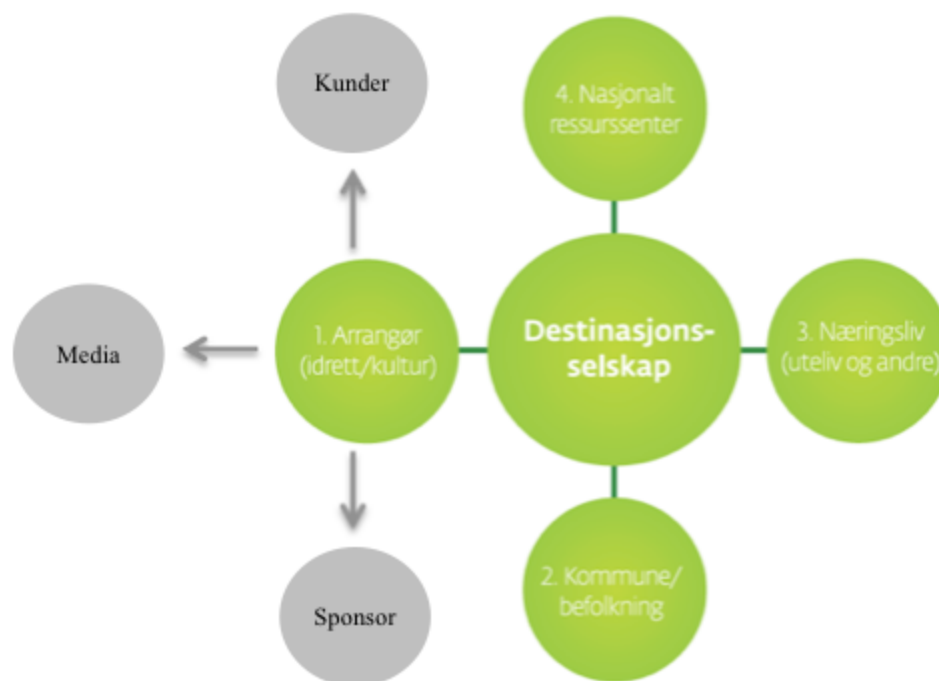 Kunder
4. Nasjonalt
ressurssenter
Media
1. Arrangør
(idrett/kultur)
Destinasjons-
selskap
3. Næringsliv
(uteliv og andre)
Sponsor
2. Kommune/
befolkning